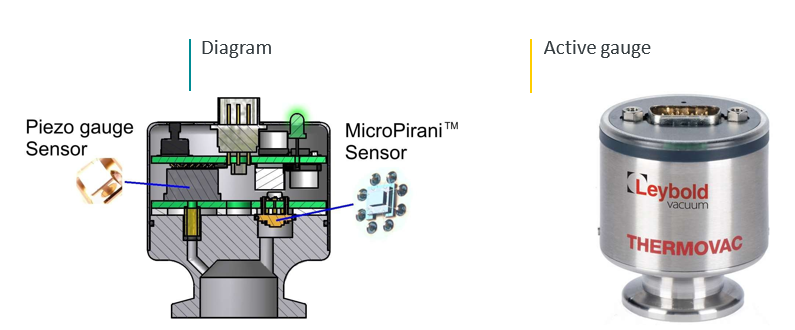 Diagram
Active gauge
Piezo gauge
Sensor
MicroPirani™
Sensor
Leybold
vacuum
THERMOVAC